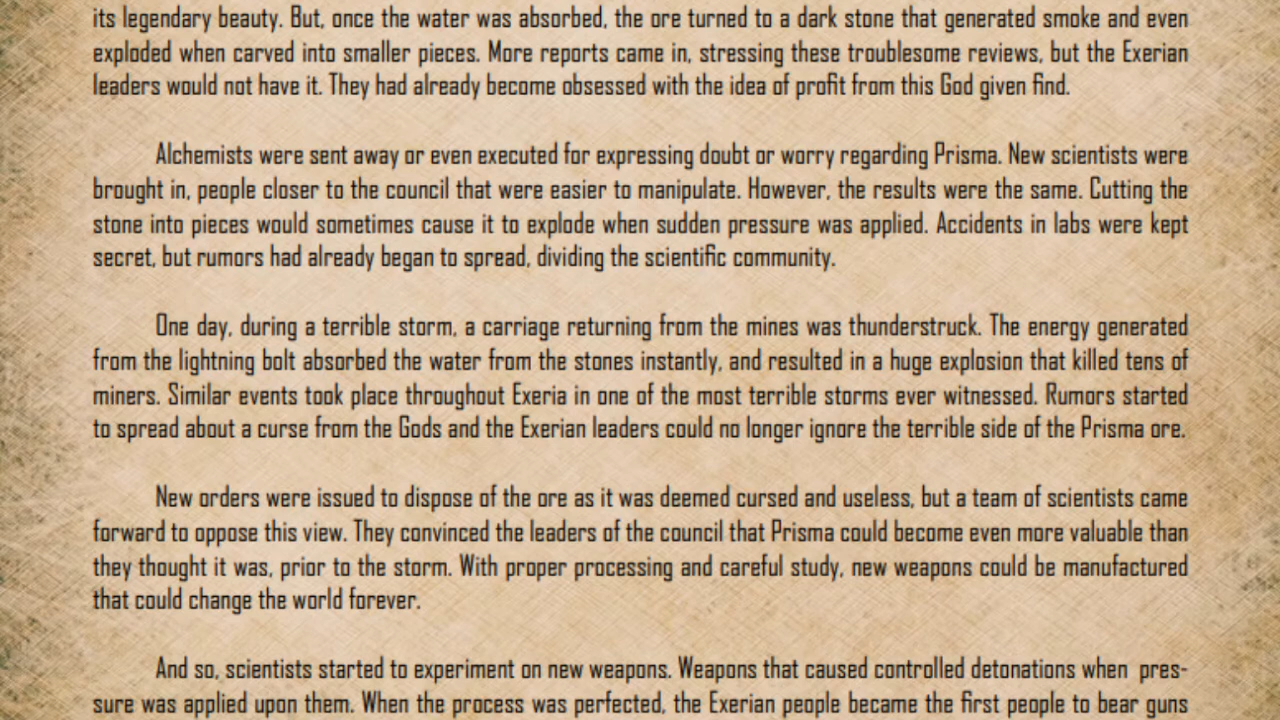 its legendary beauty. But, once the water was absorbed, the ore turned to a dark stone that generated smoke and even
exploded when carved into smaller pieces. More reports came in, stressing these troublesome reviews, but the Exerian
leaders would not have it. They had already become obsessed with the idea of profit from this God given find.
Alchemists were sent away or even executed for expressing doubt or worry regarding Prisma. New scientists were
brought in, people closer to the council that were easier to manipulate. However, the results were the same. Cutting the
stone into pieces would sometimes cause it to explode when sudden pressure was applied. Accidents in labs were kept
secret, but rumors had already began to spread, dividing the scientific community.
One day, during a terrible storm, a carriage returning from the mines was thunderstruck. The energy generated
from the lightning bolt absorbed the water from the stones instantly, and resulted in a huge explosion that killed tens of
miners. Similar events took place throughout Exeria in one of the most terrible storms ever witnessed. Rumors started
to spread about a curse from the Gods and the Exerian leaders could no longer ignore the terrible side of the Prisma ore.
New orders were issued to dispose of the ore as it was deemed cursed and useless, but a team of scientists came
forward to oppose this view. They convinced the leaders of the council that Prisma could become even more valuable than
they thought it was, prior to the storm. With proper processing and careful study, new weapons could be manufactured
that could change the world forever.
And so, scientists started to experiment on new weapons. Weapons that caused controlled detonations when pres-
sure was applied upon them. When the process was perfected, the Exerian people became the first people to bear guns